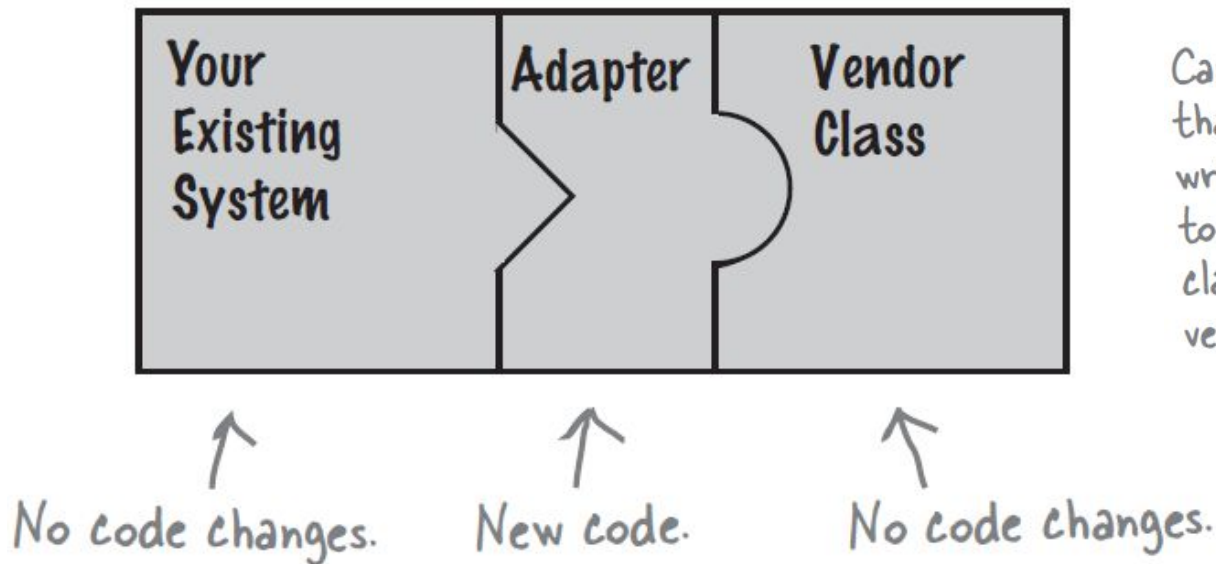 Your
Existing
System
Adapter
Vendor
Class
No code changes.
New code.
No code changes.